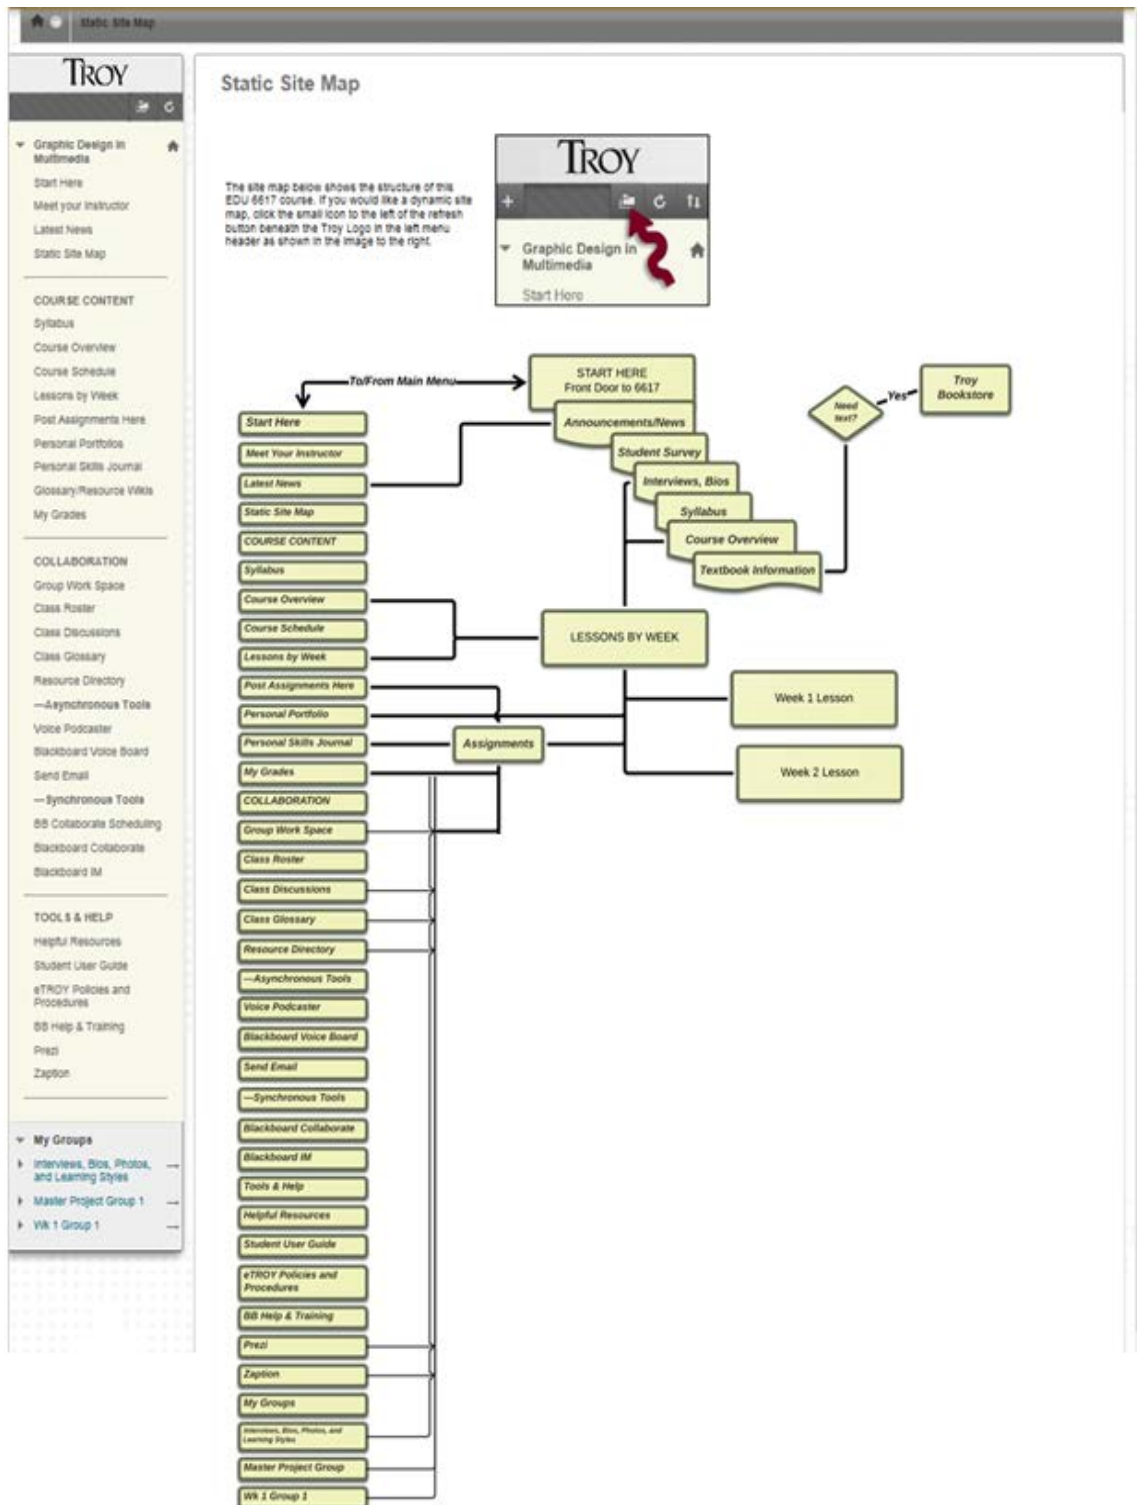 Static Site Map
TROY
Graphic Design in
Multimedia
Start Here
Meet your Instructor
Latest News
Static Site Map
COURSE CONTENT
Syllabus
Course Overview
Course Schedule
Lessons by Week
Post Assignments Here
Personal Portfolios
Personal Skills Journal
Glossary/Resource Wikis
My Grades
COLLABORATION
Group Work Space
Class Roster
Class Discussions
Class Glossary
Resource Directory
—Asynchronous Tools
Voice Podcaster
Blackboard Voice Board
Send Email
—Synchronous Tools
BB Collaborate Scheduling
Blackboard Collaborate
Blackboard IM
TOOLS & HELP
Helpful Resources
Student User Guide
eTROY Policies and
Procedures
BB Help & Training
Prezi
Zaption
My Groups
Interviews, Bios, Photos,
and Learning Styles
Master Project Group 1
Wk 1 Group 1
Static Site Map
The site map below shows the structure of this
EDU 6617 course. If you would like a dynamic site
map, click the small icon to the left of the refresh
button beneath the Troy Logo in the left menu
header as shown in the image to the right.
TROY
Graphic Design in
Multimedia
Start Here
To/From Main Menu
START HERE
Front Door to 6617
Announcements/News
Student Survey
Interviews, Bios
Syllabus
Course Overview
Textbook Information
Need
text?
Yes
Troy
Bookstore
LESSONS BY WEEK
Week 1 Lesson
Week 2 Lesson
Assignments
Start Here
Meet Your Instructor
Latest News
Static Site Map
COURSE CONTENT
Syllabus
Course Overview
Course Schedule
Lessons by Week
Post Assignments Here
Personal Portfolio
Personal Skills Journal
My Grades
COLLABORATION
Group Work Space
Class Roster
Class Discussions
Class Glossary
Resource Directory
—Asynchronous Tools
Voice Podcaster
Blackboard Voice Board
Send Email
—Synchronous Tools
Blackboard Collaborate
Blackboard IM
Tools & Help
Helpful Resources
Student User Guide
eTROY Policies and
Procedures
BB Help & Training
Prezi
Zaption
My Groups
Interviews, Bios, Photos, and
Learning Styles
Master Project Group
Wk 1 Group 1